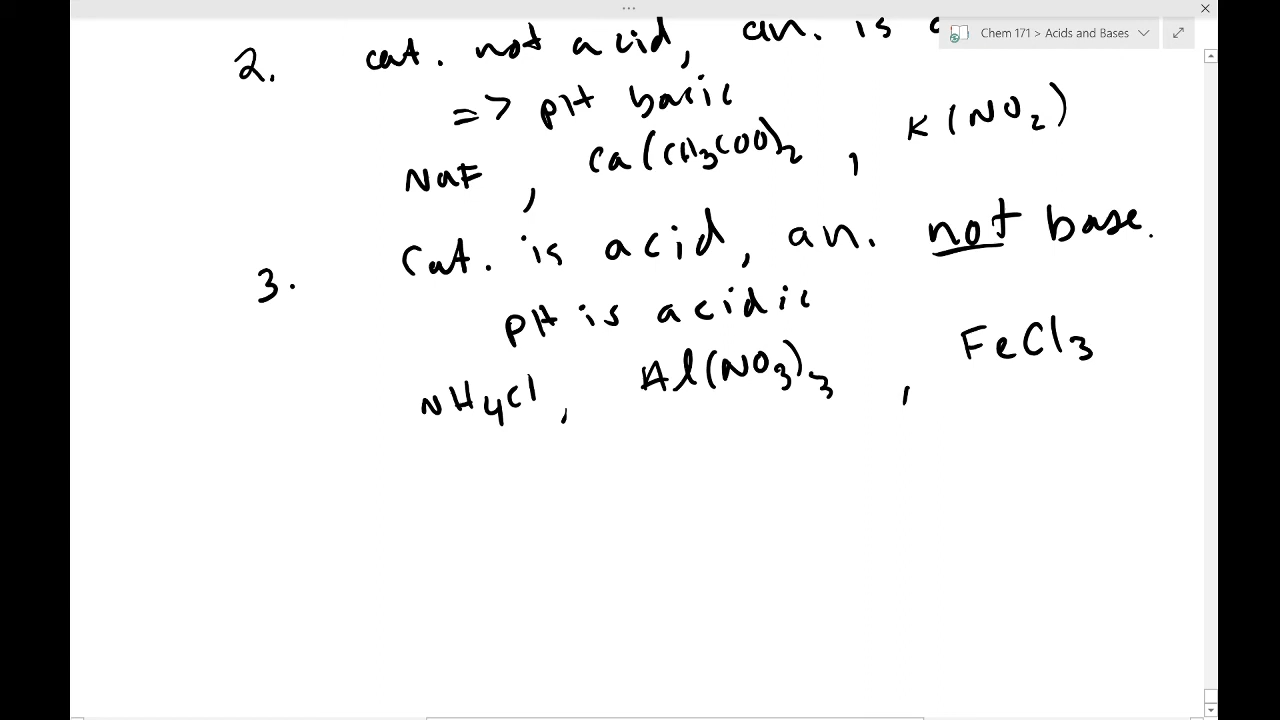 Chem 171 > Acids and Bases
2. cat. not acid, an. is
=> pH basic
NaF, Ca(CH₃COO)₂, K(NO₂)
3. Cat. is acid, an. not base.
pH is acidic
NH₄Cl, Al(NO₃)₃, FeCl₃